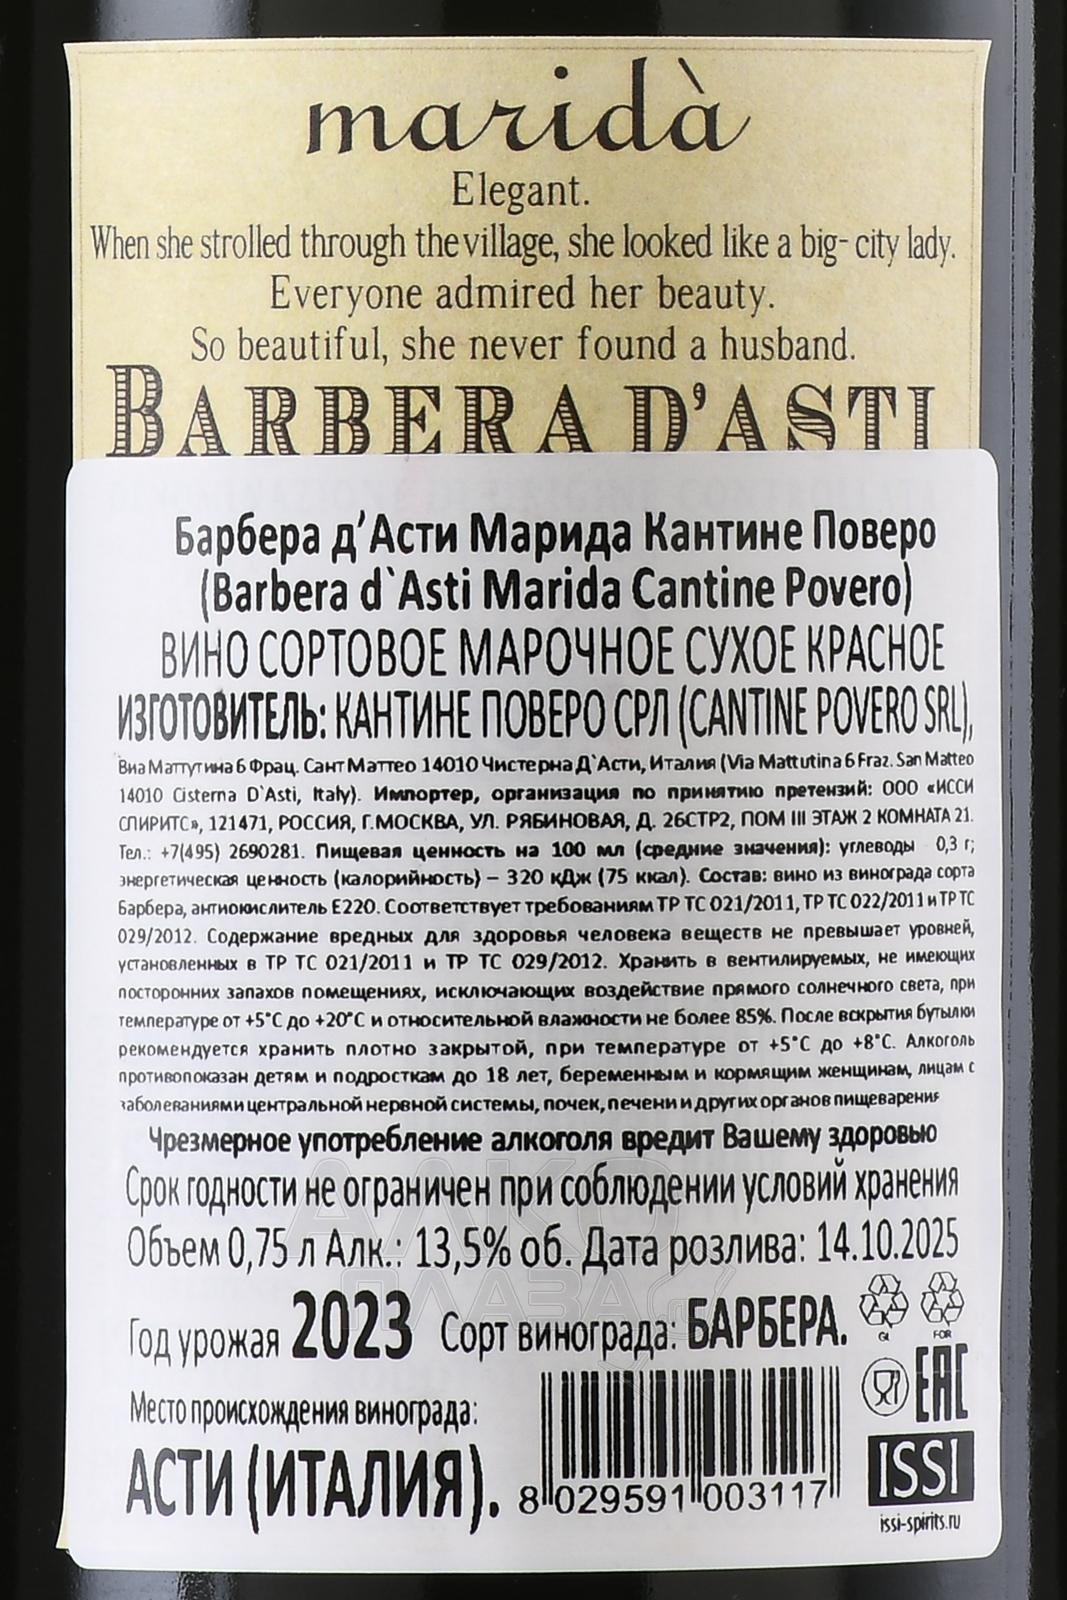 maridà
Elegant.
When she strolled through the village, she looked like a big- city lady.
Everyone admired her beauty.
So beautiful, she never found a husband.
BARBERA D'ASTI
Барбера д'Асти Марида Кантине Поверо
(Barbera d`Asti Marida Cantine Povero)
ВИНО СОРТОВОЕ МАРОЧНОЕ СУХОЕ КРАСНОЕ
ИЗГОТОВИТЕЛЬ: КАНТИНЕ ПОВЕРО СРЛ (CANTINE POVERO SRL),
Виа Маттутина 6 Фрац. Сант Маттео 14010 Чистерна Д`Асти, Италия (Via Mattutina 6 Fraz. San Matteo
14010 Cisterna D`Asti, Italy). Импортер, организация по принятию претензий: ООО «ИССИ
СПИРИТС», 121471, РОССИЯ, Г.МОСКВА, УЛ. РЯБИНОВАЯ, Д. 26СТР2, ПОМ III ЭТАЖ 2 КОМНАТА 21.
Тел.: +7(495) 2690281. Пищевая ценность на 100 мл (средние значения): углеводы 0,3 г;
энергетическая ценность (калорийность) – 320 кДж (75 ккал). Состав: вино из винограда сорта
Барбера, антиокислитель Е220. Соответствует требованиям ТР ТС 021/2011, ТР ТС 022/2011 и ТР ТС
029/2012. Содержание вредных для здоровья человека веществ не превышает уровней,
установленных в ТР ТС 021/2011 и ТР ТС 029/2012. Хранить в вентилируемых, не имеющих
посторонних запахов помещениях, исключающих воздействие прямого солнечного света, при
температуре от +5°С до +20°С и относительной влажности не более 85%. После вскрытия бутылки
рекомендуется хранить плотно закрытой, при температуре от +5°С до +8°С. Алкоголь
противопоказан детям и подросткам до 18 лет, беременным и кормящим женщинам, лицам с
заболеваниями центральной нервной системы, почек, печени и других органов пищеварения
Чрезмерное употребление алкоголя вредит Вашему здоровью
Срок годности не ограничен при соблюдении условий хранения
Объем 0,75 л Алк.: 13,5% об. Дата розлива: 14.10.2025
Год урожая 2023 Сорт винограда: БАРБЕРА.
GL FOR
Место происхождения винограда:
АСТИ (ИТАЛИЯ).
EAC
ISSI
issi-spirits.ru
8 029591 003117
АЛКО
ПЛАЗА